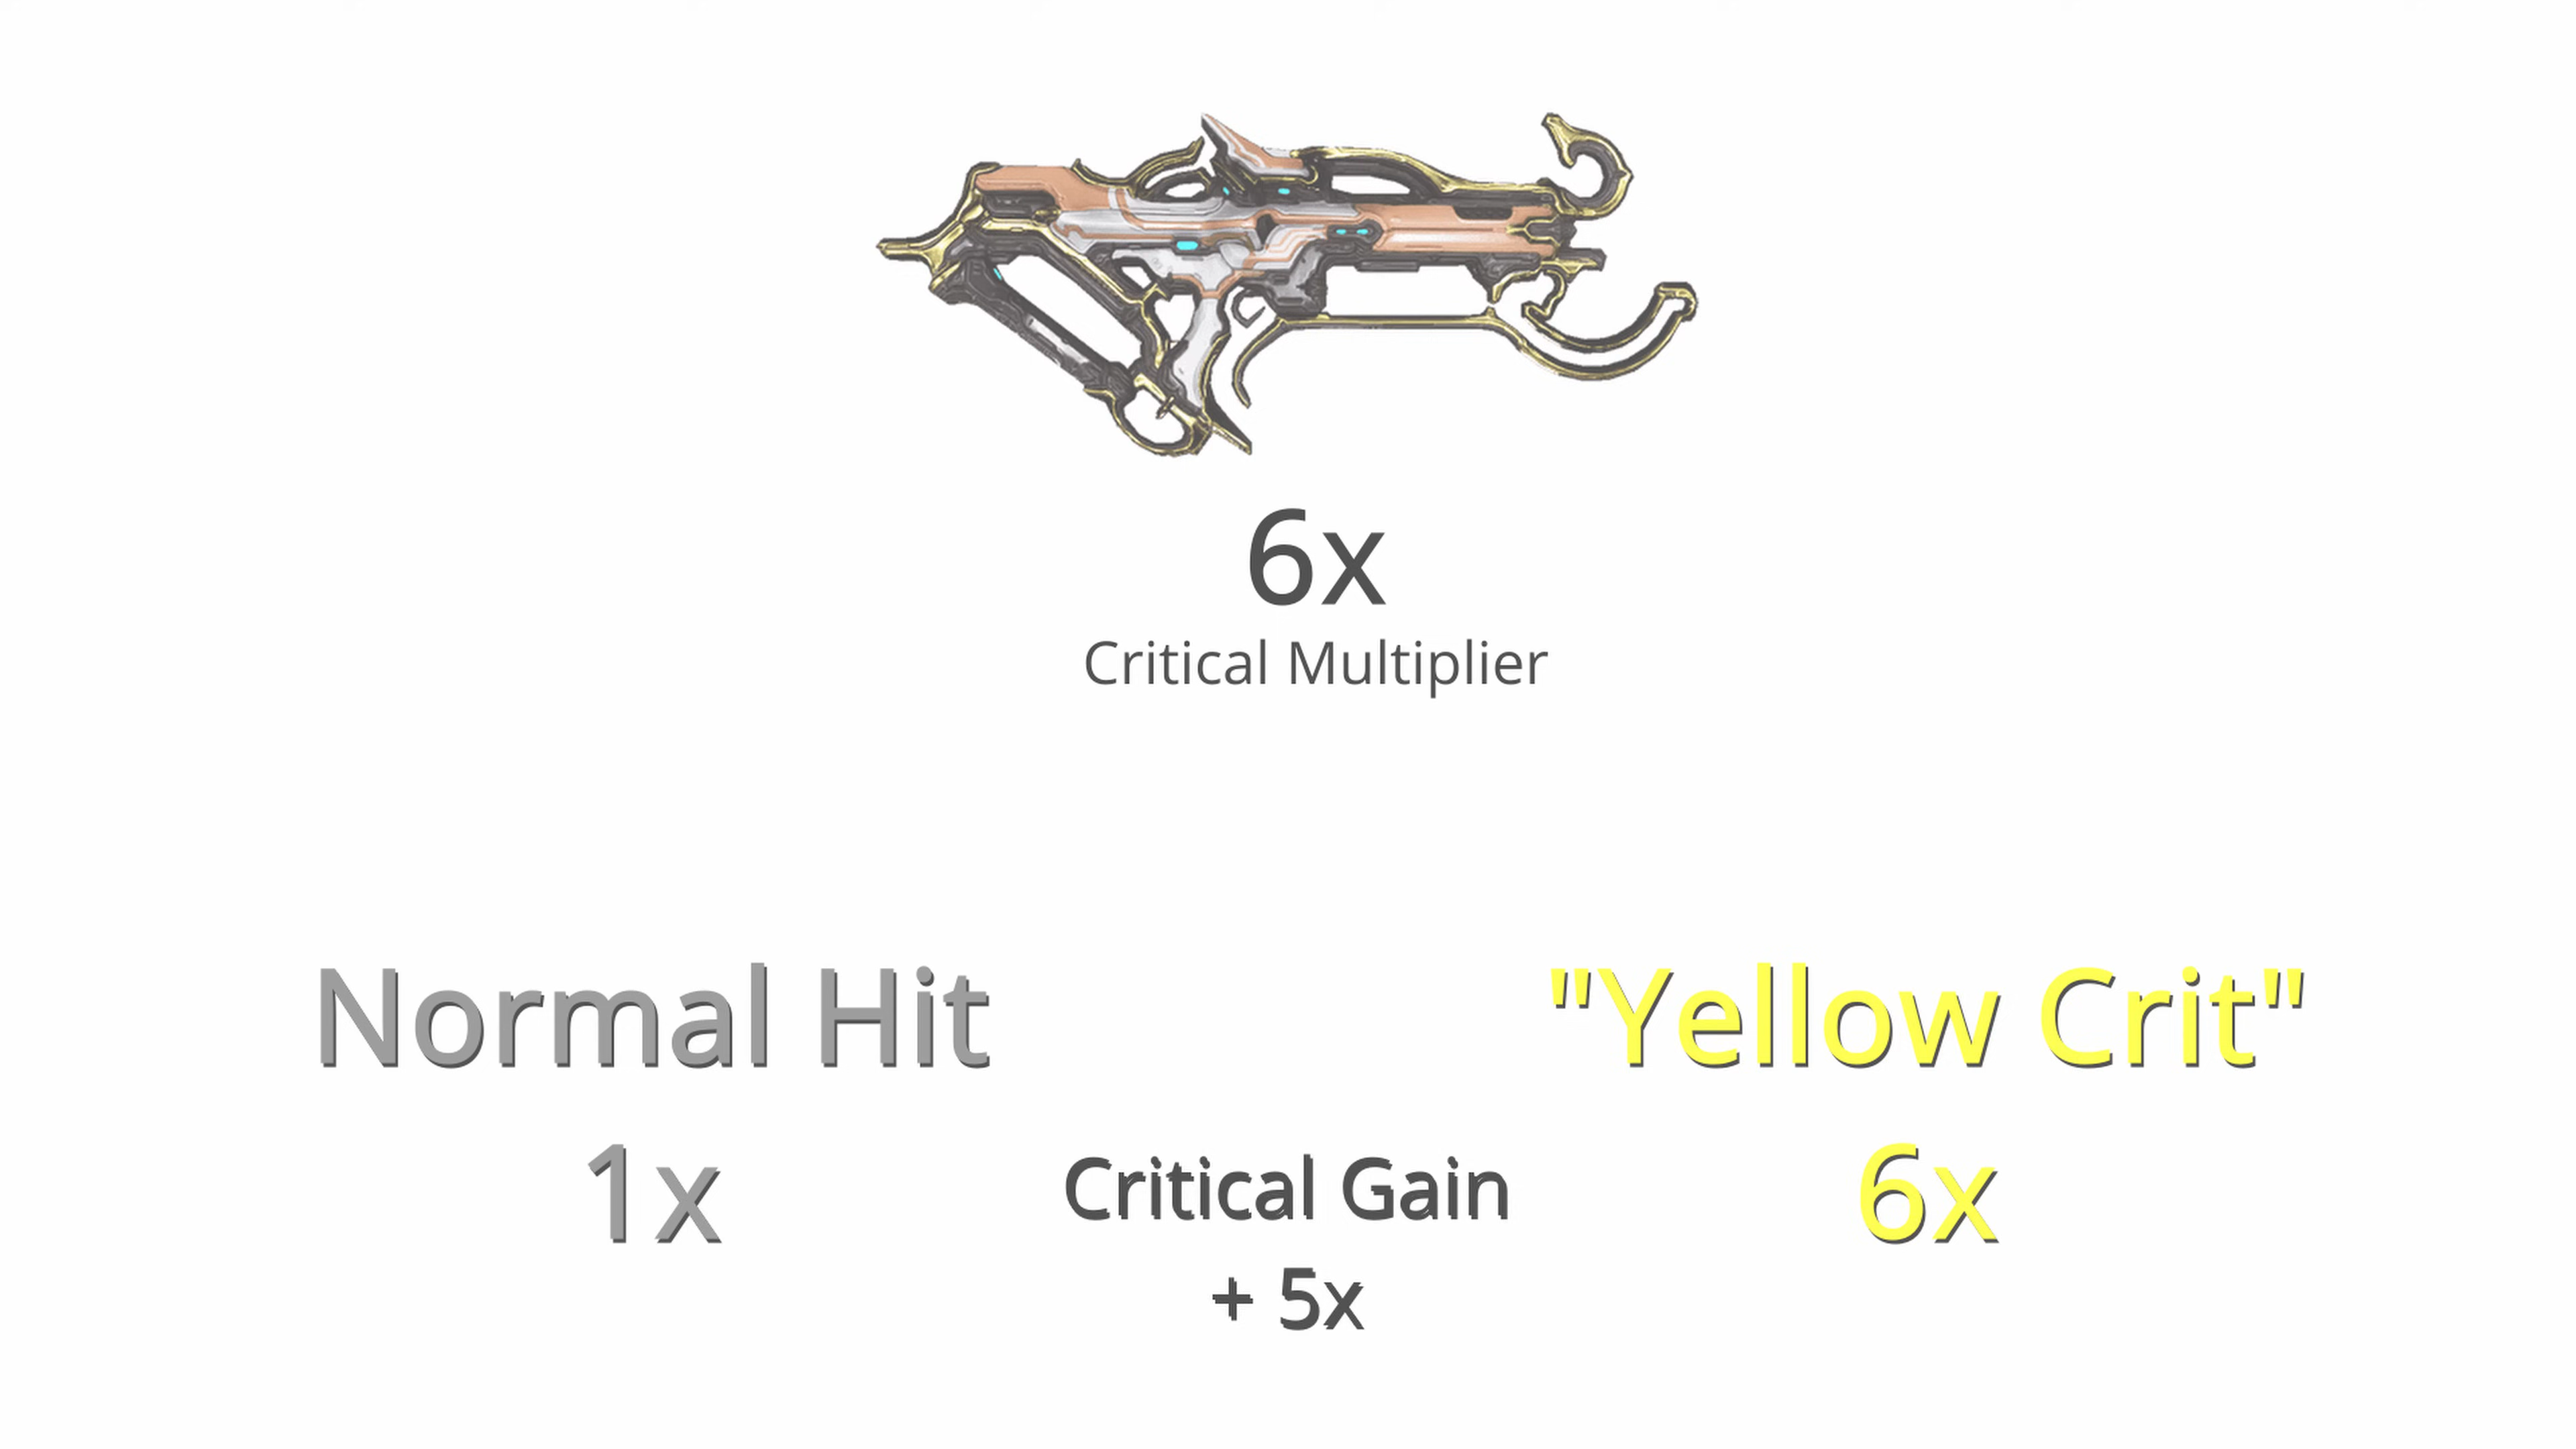 6x
Critical Multiplier
Normal Hit
"Yellow Crit"
1x
6x
Critical Gain
+ 5x